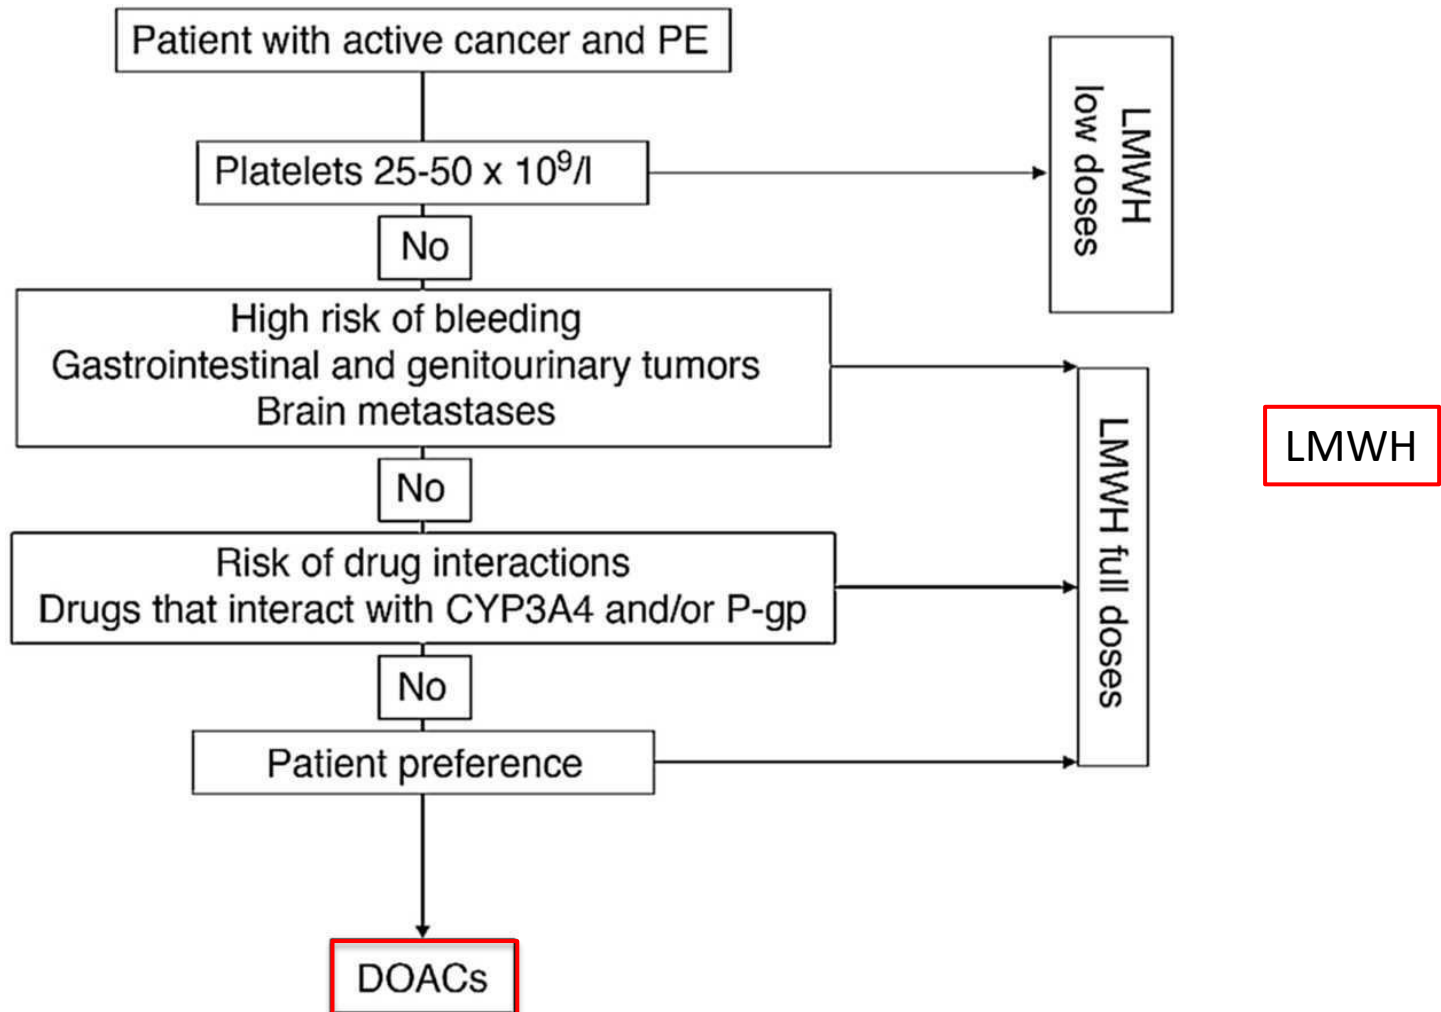 Patient with active cancer and PE
Platelets 25-50 x 10⁹/l
No
High risk of bleeding
Gastrointestinal and genitourinary tumors
Brain metastases
No
Risk of drug interactions
Drugs that interact with CYP3A4 and/or P-gp
No
Patient preference
DOACs
LMWH
low doses
LMWH full doses
LMWH